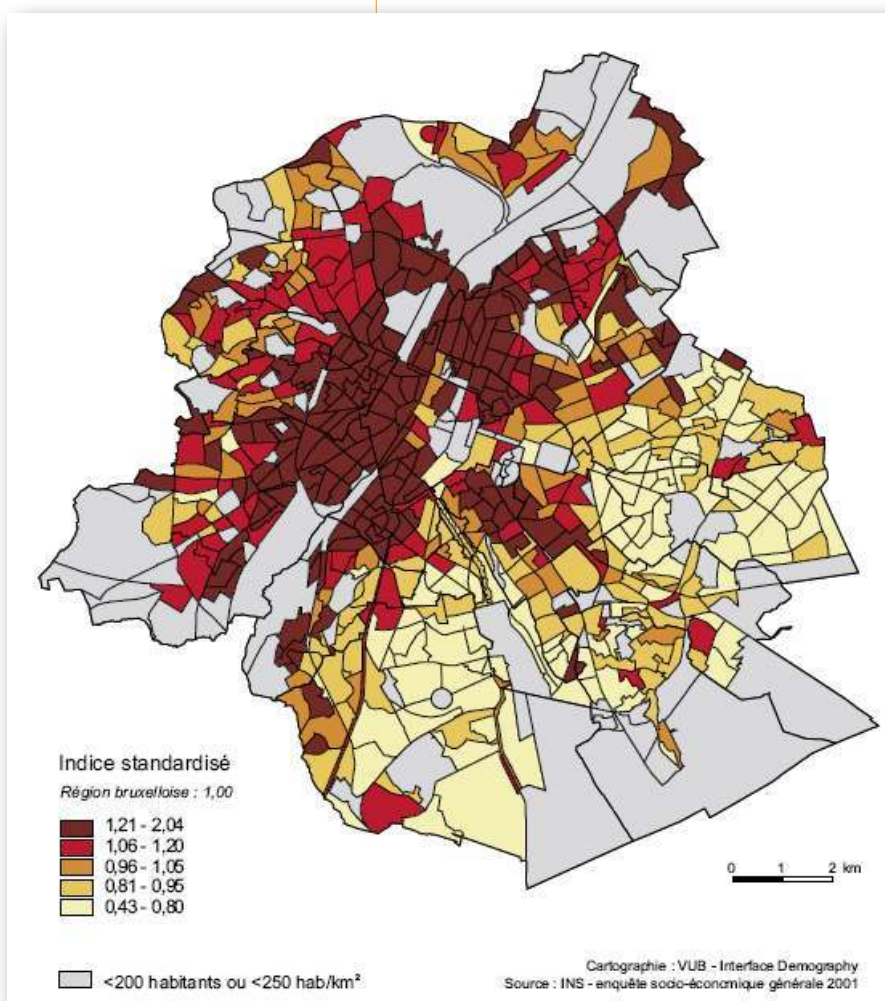 Indice standardisé
Région bruxelloise : 1,00
1,21 - 2,04
1,06 - 1,20
0,96 - 1,05
0,81 - 0,95
0,43 - 0,80
<200 habitants ou <250 hab/km²
0 1 2 km
Cartographie : VUB - Interface Demography
Source : INS - enquête socio-économique générale 2001